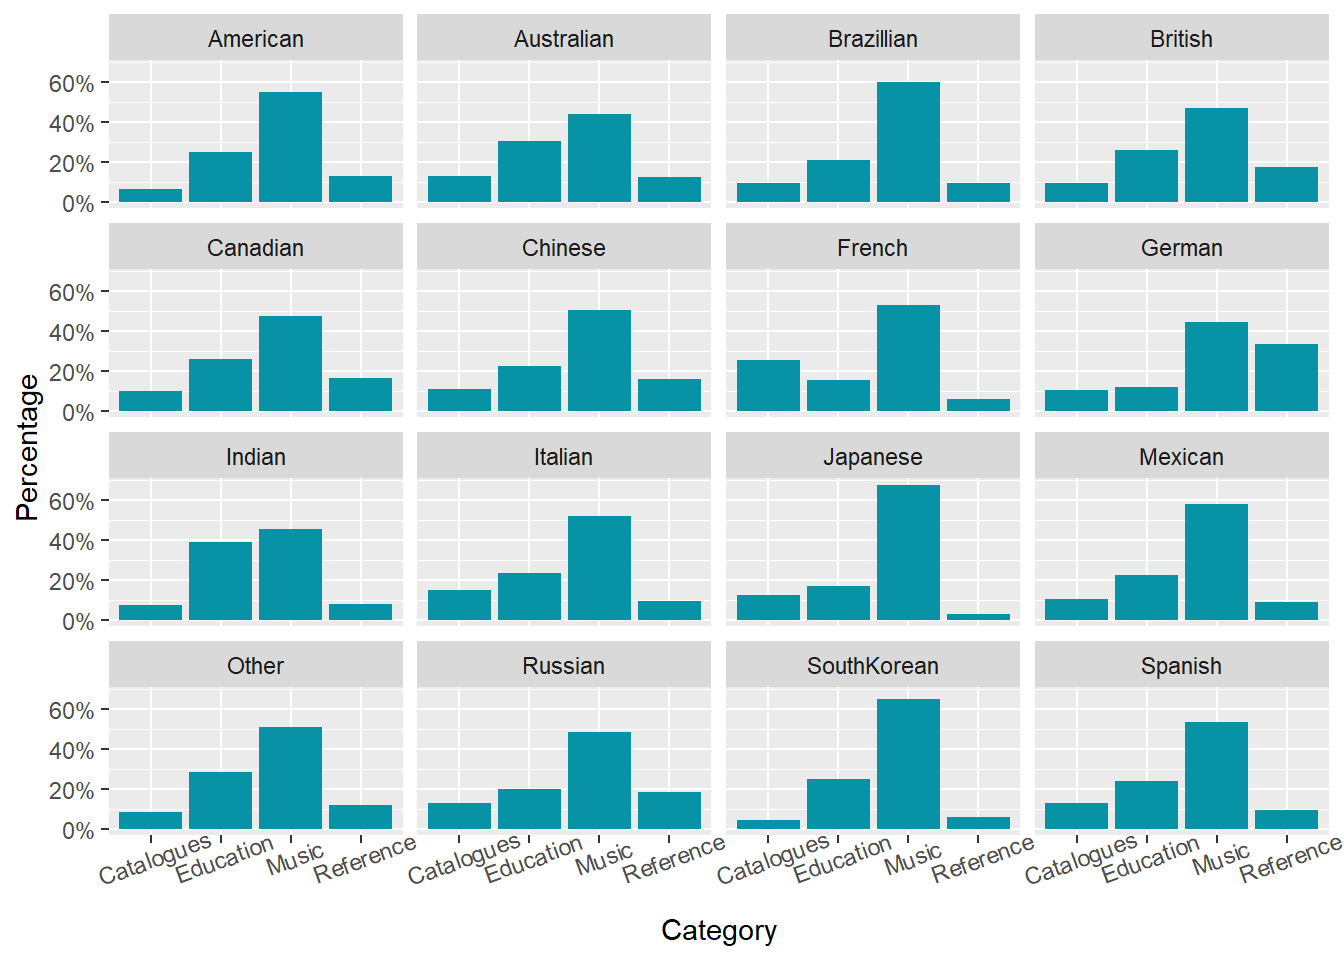 American Australian Brazillian British
60%
40%
20%
0%
Canadian Chinese French German
60%
40%
20%
0%
Indian Italian Japanese Mexican
60%
40%
20%
0%
Other Russian SouthKorean Spanish
60%
40%
20%
0%
Catalogues Education Music Reference Catalogues Education Music Reference Catalogues Education Music Reference Catalogues Education Music Reference
Category
Percentage